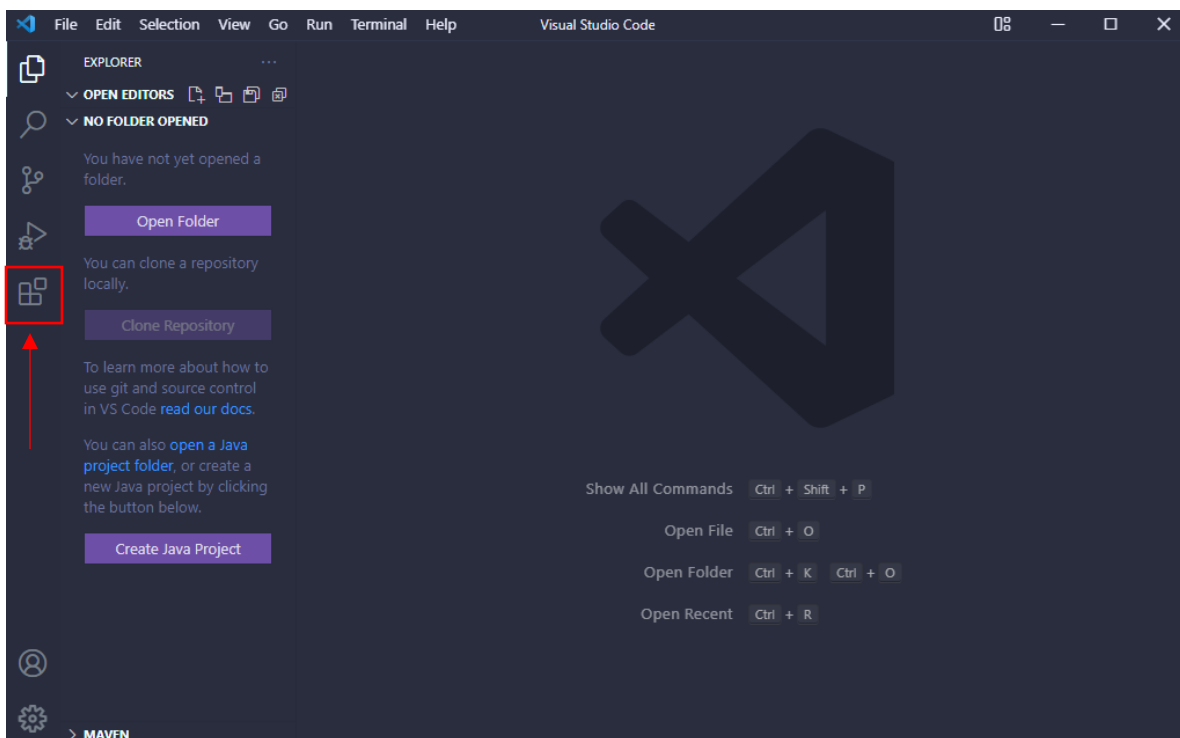 File Edit Selection View Go Run Terminal Help Visual Studio Code
EXPLORER
OPEN EDITORS
NO FOLDER OPENED
You have not yet opened a
folder.
Open Folder
You can clone a repository
locally.
Clone Repository
To learn more about how to
use git and source control
in VS Code read our docs.
You can also open a Java
project folder, or create a
new Java project by clicking
the button below.
Create Java Project
MAVEN
Show All Commands Ctrl + Shift + P
Open File Ctrl + O
Open Folder Ctrl + K Ctrl + O
Open Recent Ctrl + R